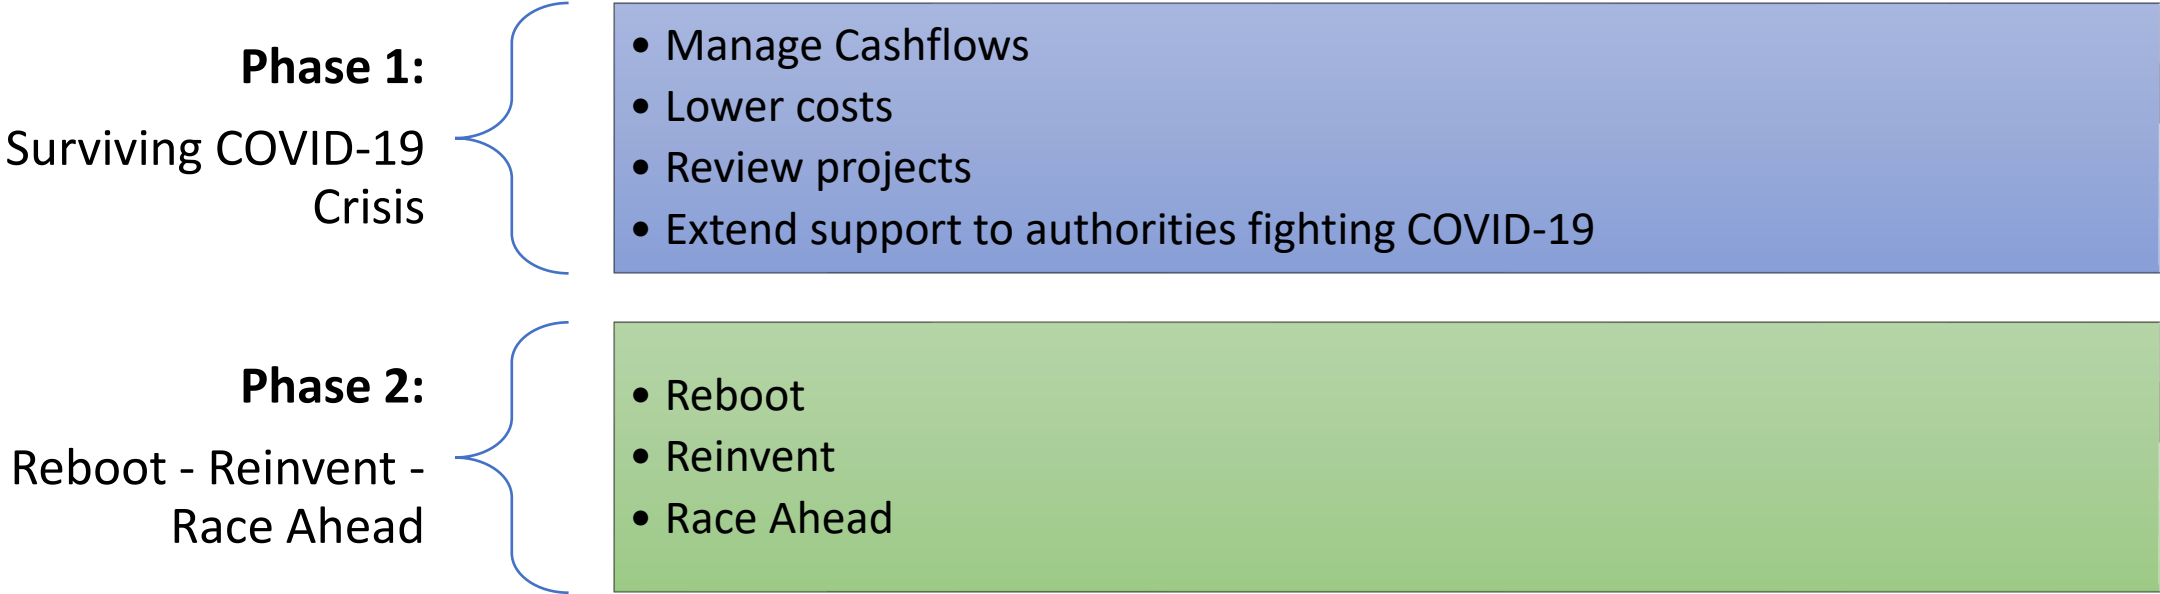 Phase 1:
Surviving COVID-19
Crisis
• Manage Cashflows
• Lower costs
• Review projects
• Extend support to authorities fighting COVID-19
Phase 2:
Reboot - Reinvent -
Race Ahead
• Reboot
• Reinvent
• Race Ahead